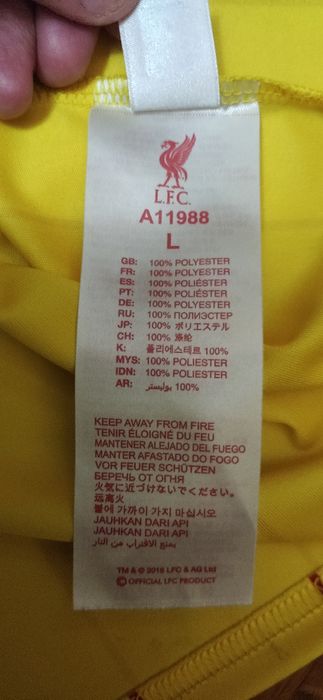 L.F.C.
A11988
L
GB: 100% POLYESTER
FR: 100% POLYESTER
ES: 100% POLIÉSTER
PT: 100% POLIÉSTER
DE: 100% POLYESTER
RU: 100% ПОЛИЭСТЕР
JP: 100% ポリエステル
CH: 100% 涤纶
K: 폴리에스테르 100%
MYS: 100% POLIESTER
IDN: 100% POLIESTER
AR: 100% بوليستر
KEEP AWAY FROM FIRE
TENIR ÉLOIGNÉ DU FEU
MANTENER ALEJADO DEL FUEGO
MANTER AFASTADO DO FOGO
VOR FEUER SCHÜTZEN
БЕРЕЧЬ ОТ ОГНЯ
火気に近づけないでください。
远离火
불에 가까이 가지 마십시오
JAUHKAN DARI API
JAUHKAN DARI API
يمنع الاقتراب من النار
TM & © 2018 LFC & AG Ltd
OFFICIAL LFC PRODUCT